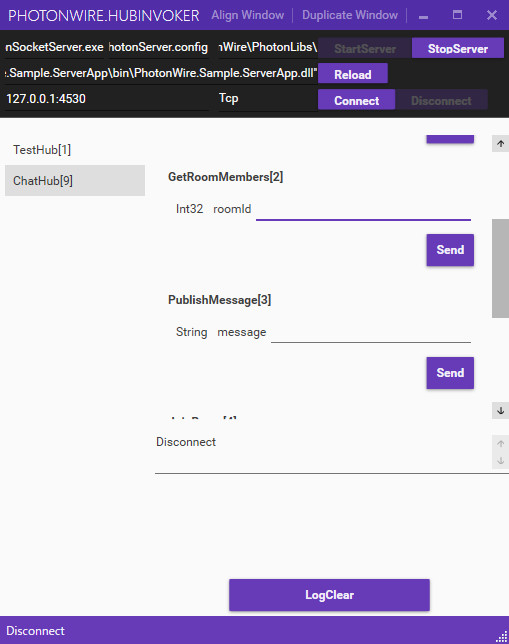 PHOTONWIRE.HUBINVOKER Align Window Duplicate Window
nSocketServer.exe hotonServer.config nWire\PhotonLibs\ StartServer StopServer
e.Sample.ServerApp\bin\PhotonWire.Sample.ServerApp.dll" Reload
127.0.0.1:4530 Tcp Connect Disconnect
TestHub[1]
ChatHub[9]
GetRoomMembers[2]
Int32 roomId
Send
PublishMessage[3]
String message
Send
Disconnect
LogClear
Disconnect